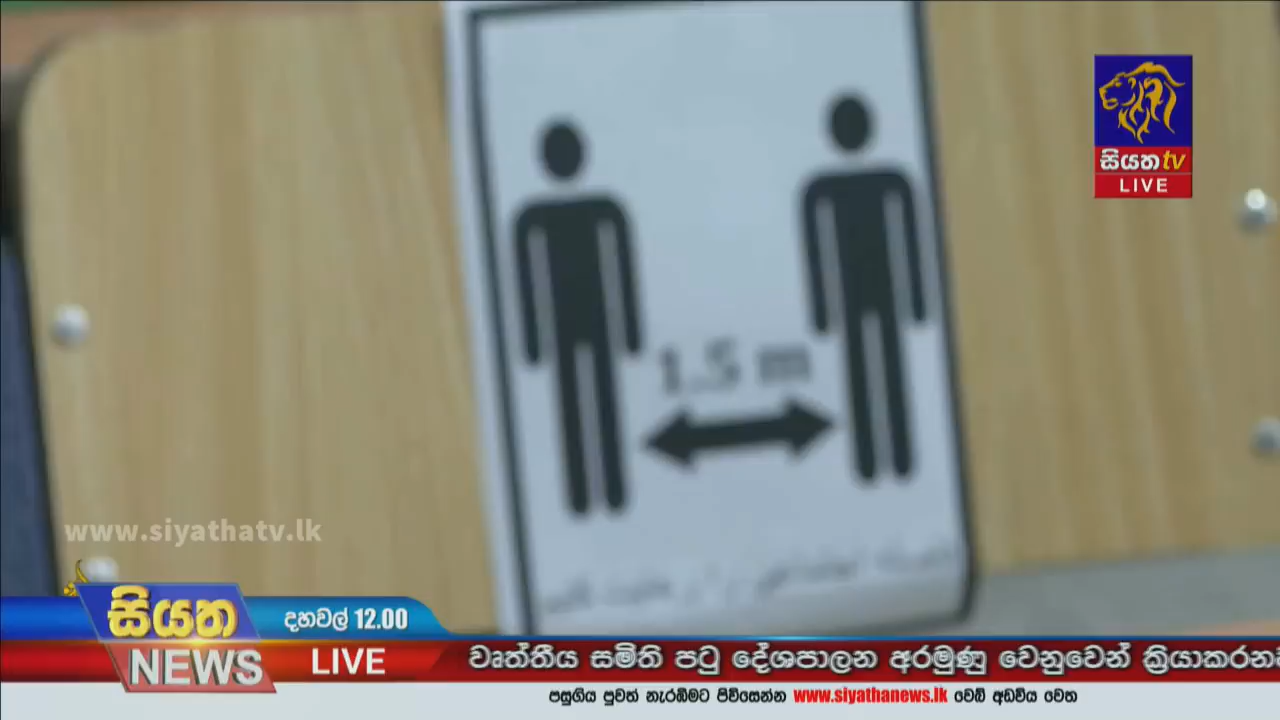 සියත tv
LIVE
1.5 m
www.siyathatv.lk
සියත
NEWS
දහවල් 12.00
LIVE
වෘත්තීය සමිති පටු දේශපාලන අරමුණු වෙනුවෙන්
පසුගිය පුවත් නැරඹීමට පිවිසෙන්න www.siyathanews.lk වෙබ් අඩවිය වෙත